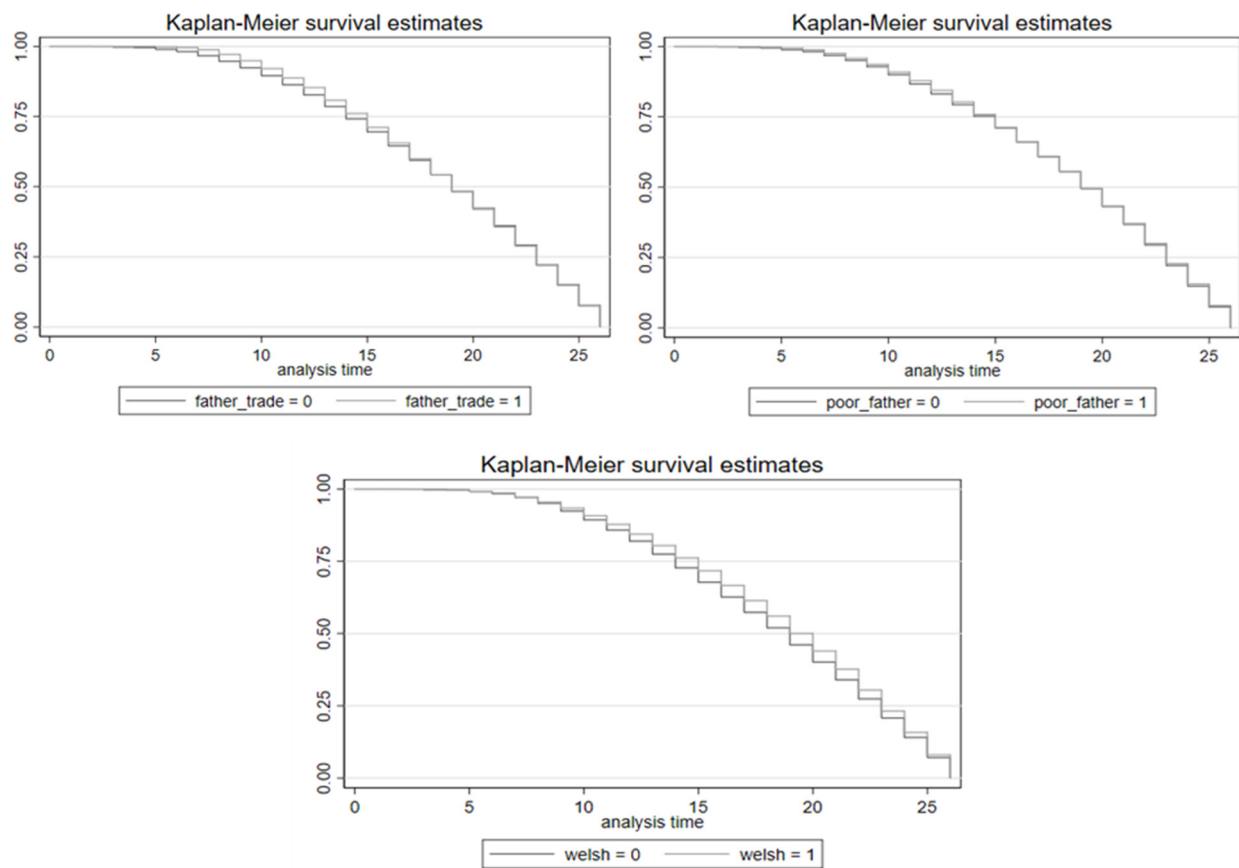 Kaplan-Meier survival estimates
1.00
0.75
0.50
0.25
0.00
0 5 10 15 20 25
analysis time
father_trade = 0 father_trade = 1
Kaplan-Meier survival estimates
1.00
0.75
0.50
0.25
0.00
0 5 10 15 20 25
analysis time
poor_father = 0 poor_father = 1
Kaplan-Meier survival estimates
1.00
0.75
0.50
0.25
0.00
0 5 10 15 20 25
analysis time
welsh = 0 welsh = 1